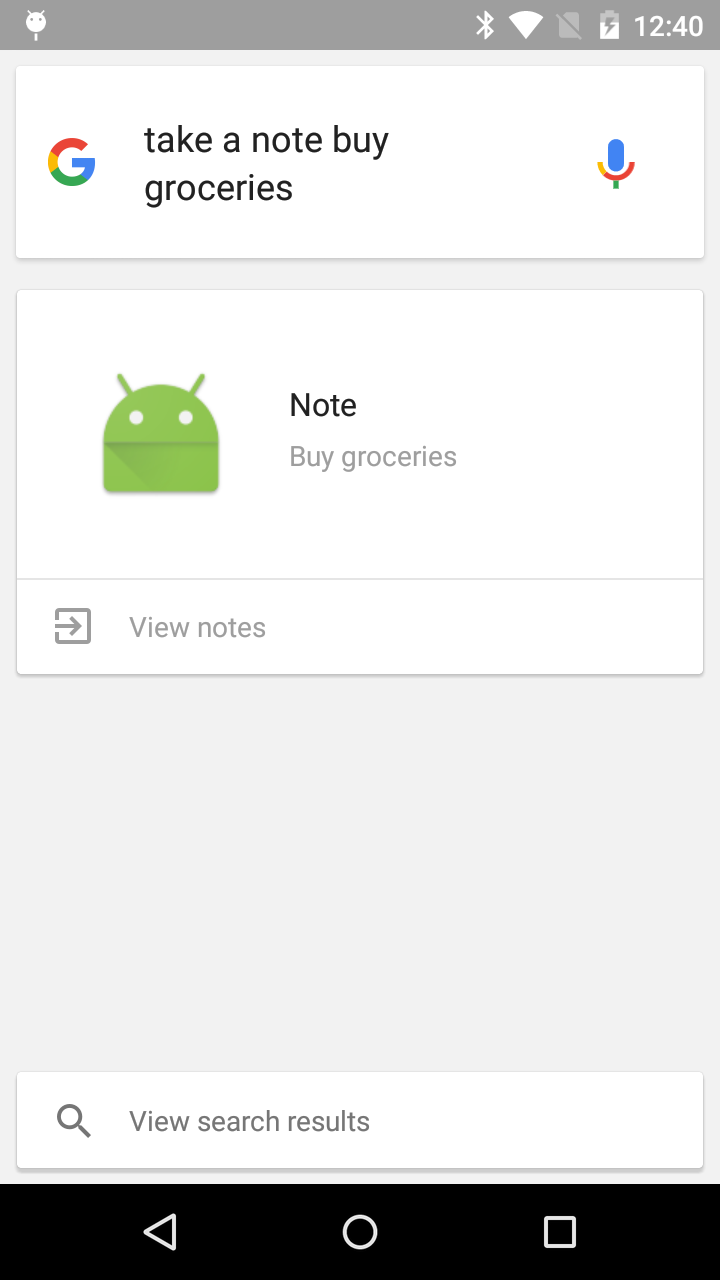 12:40
take a note buy
groceries
Note
Buy groceries
View notes
View search results